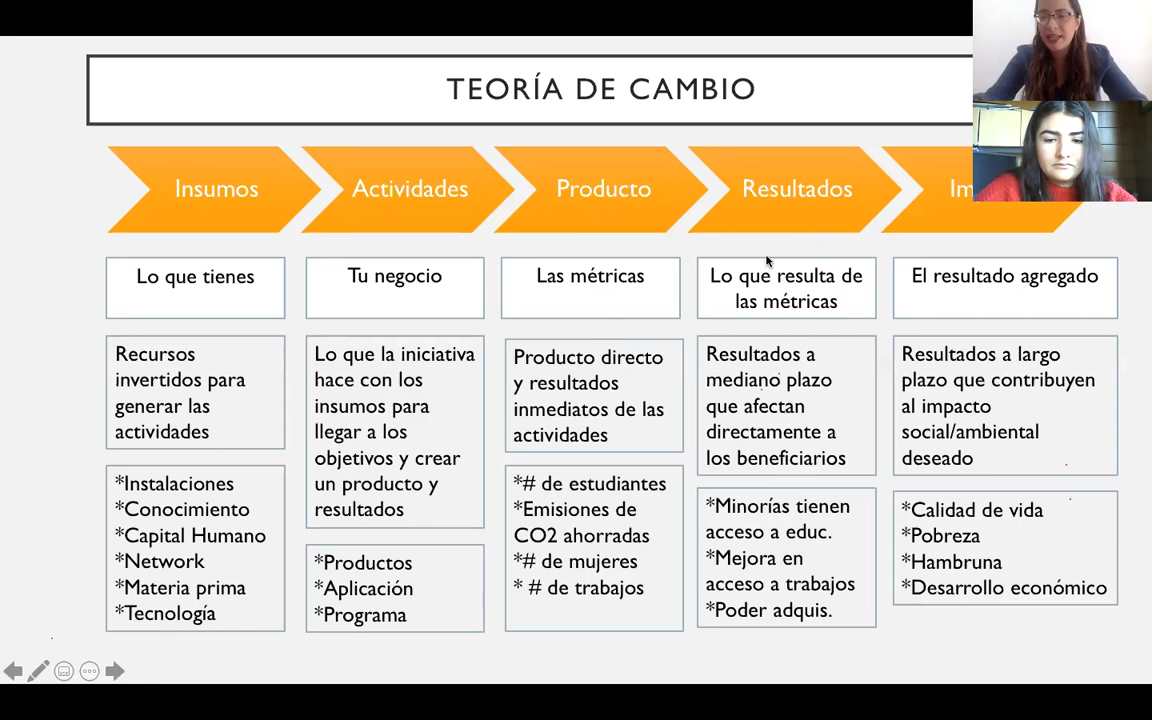 TEORÍA DE CAMBIO
Insumos
Actividades
Producto
Resultados
Lo que tienes
Tu negocio
Las métricas
Lo que resulta de
las métricas
El resultado agregado
Recursos
invertidos para
generar las
actividades
Lo que la iniciativa
hace con los
insumos para
llegar a los
objetivos y crear
un producto y
resultados
Producto directo
y resultados
inmediatos de las
actividades
Resultados a
mediano plazo
que afectan
directamente a
los beneficiarios
Resultados a largo
plazo que contribuyen
al impacto
social/ambiental
deseado
*Instalaciones
*Conocimiento
*Capital Humano
*Network
*Materia prima
*Tecnología
*Productos
*Aplicación
*Programa
*# de estudiantes
*Emisiones de
CO2 ahorradas
*# de mujeres
* # de trabajos
*Minorías tienen
acceso a educ.
*Mejora en
acceso a trabajos
*Poder adquis.
*Calidad de vida
*Pobreza
*Hambruna
*Desarrollo económico